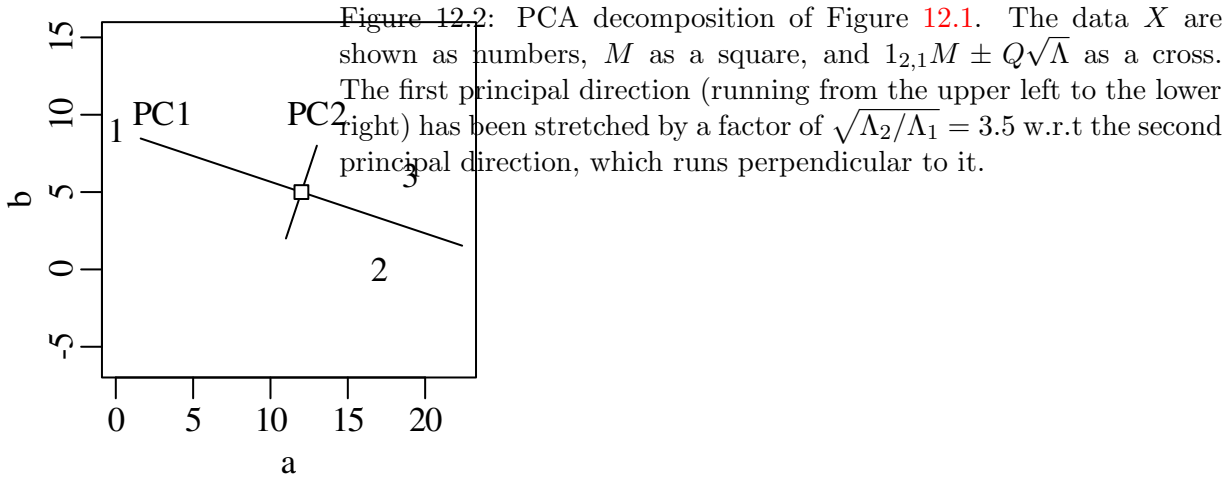 Figure 12.2: PCA decomposition of Figure 12.1. The data X are
shown as numbers, M as a square, and 1₂,₁M ± Q√Λ as a cross.
The first principal direction (running from the upper left to the lower
right) has been stretched by a factor of √Λ₂/Λ₁ = 3.5 w.r.t the second
principal direction, which runs perpendicular to it.
15
10
5
0
-5
b
PC1
PC2
1
3
2
0 5 10 15 20
a